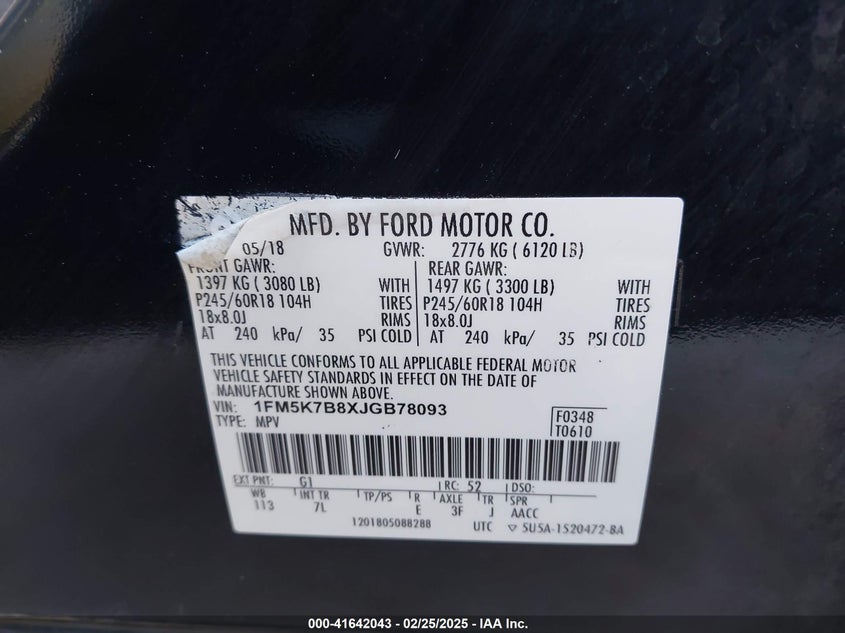 MFD. BY FORD MOTOR CO.
05/18 GVWR: 2776 KG ( 6120 LB)
FRONT GAWR: REAR GAWR:
1397 KG ( 3080 LB) WITH 1497 KG ( 3300 LB) WITH
P245/60R18 104H TIRES P245/60R18 104H TIRES
18x8.0J RIMS 18x8.0J RIMS
AT 240 kPa/ 35 PSI COLD AT 240 kPa/ 35 PSI COLD
THIS VEHICLE CONFORMS TO ALL APPLICABLE FEDERAL MOTOR
VEHICLE SAFETY STANDARDS IN EFFECT ON THE DATE OF
MANUFACTURE SHOWN ABOVE.
VIN: 1FM5K7B8XJGB78093
TYPE: MPV
F0348
T0610
EXT PNT: G1 RC: 52 DSO:
WB INT TR TP/PS R AXLE TR SPR
113 7L E 3F J AACC
1201805088288 UTC ▽ 5U5A-1520472-BA
000-41642043 - 02/25/2025 - IAA Inc.